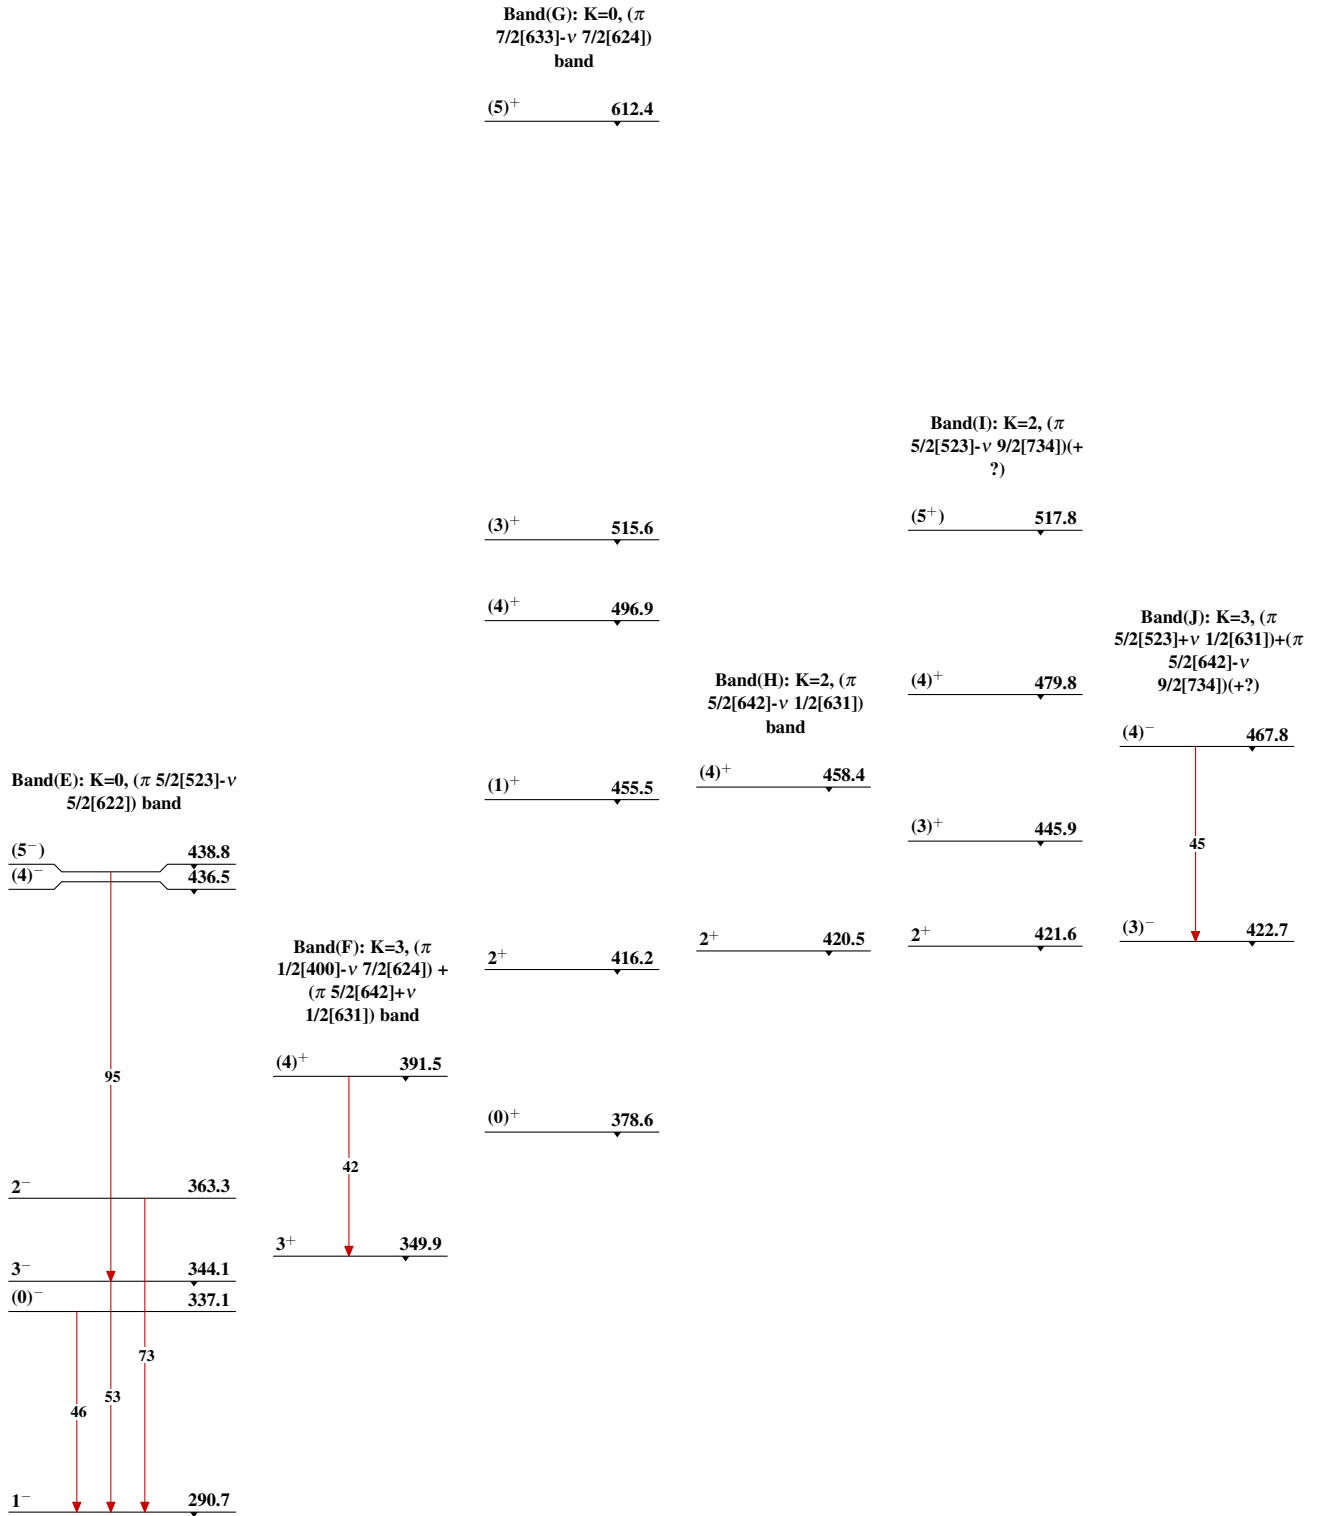 Band(G): K=0, (π
7/2[633]-ν 7/2[624])
band
(5)⁺ 612.4
(3)⁺ 515.6
(4)⁺ 496.9
(1)⁺ 455.5
2⁺ 416.2
(0)⁺ 378.6
Band(I): K=2, (π
5/2[523]-ν 9/2[734])(+
?)
(5⁺) 517.8
(4)⁺ 479.8
(3)⁺ 445.9
2⁺ 421.6
Band(J): K=3, (π
5/2[523]+ν 1/2[631])+(π
5/2[642]-ν
9/2[734])(+?)
(4)⁻ 467.8
45
(3)⁻ 422.7
Band(H): K=2, (π
5/2[642]-ν 1/2[631])
band
(4)⁺ 458.4
2⁺ 420.5
Band(E): K=0, (π 5/2[523]-ν
5/2[622]) band
(5⁻) 438.8
(4)⁻ 436.5
95
2⁻ 363.3
3⁻ 344.1
(0)⁻ 337.1
73
53
46
1⁻ 290.7
Band(F): K=3, (π
1/2[400]-ν 7/2[624]) +
(π 5/2[642]+ν
1/2[631]) band
(4)⁺ 391.5
42
3⁺ 349.9